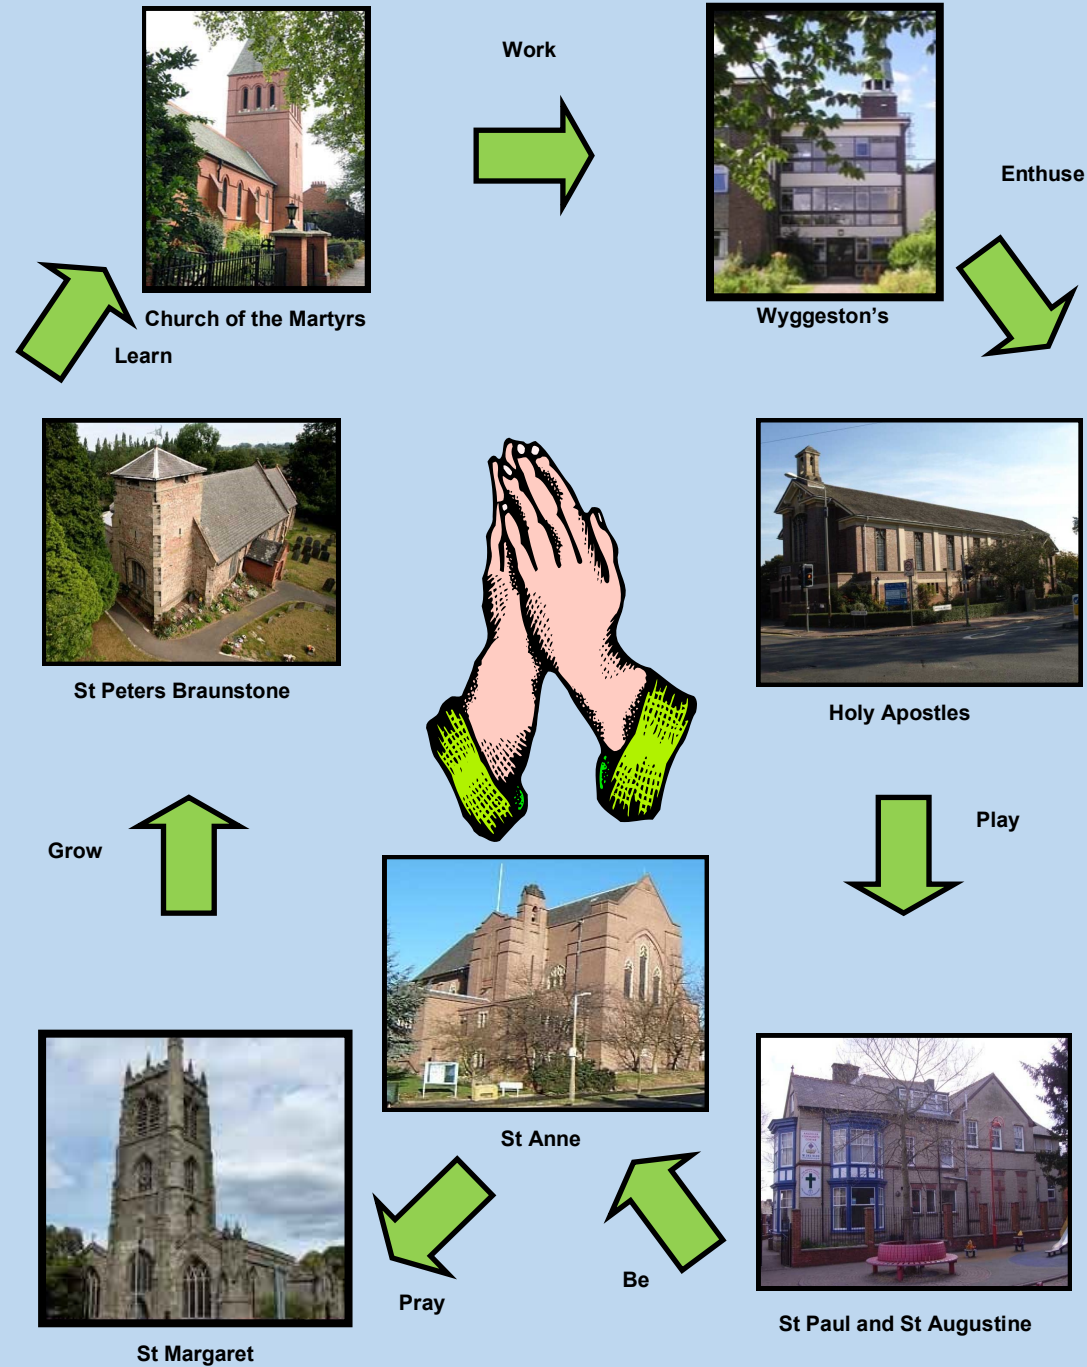 Work
Enthuse
Church of the Martyrs
Wyggeston’s
Learn
St Peters Braunstone
Holy Apostles
Grow
Play
St Anne
Pray
Be
St Paul and St Augustine
St Margaret